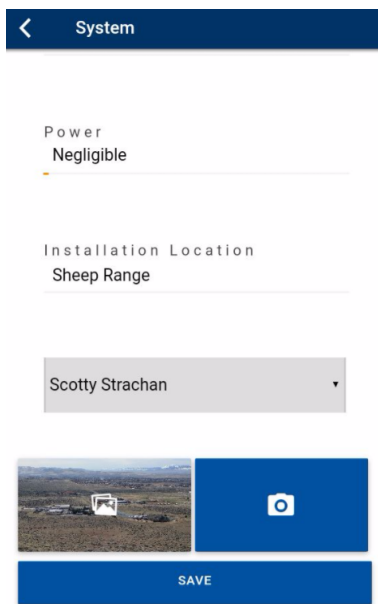 System
Power
Negligible
Installation Location
Sheep Range
Scotty Strachan
SAVE